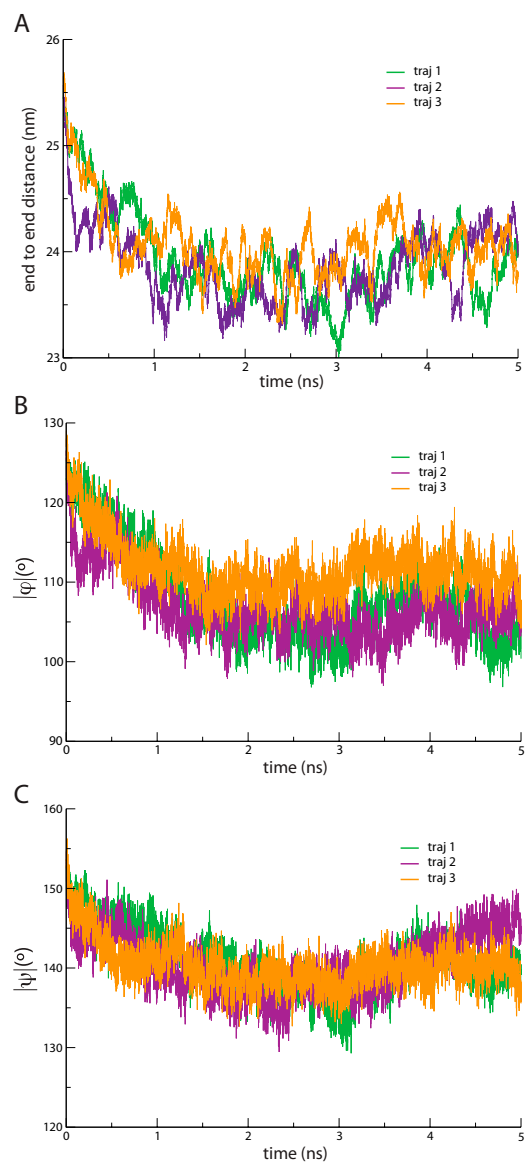 A
26
25
24
23
end to end distance (nm)
traj 1
traj 2
traj 3
0
1
2
3
4
5
time (ns)
B
130
120
110
100
90
|φ|(º)
traj 1
traj 2
traj 3
0
1
2
3
4
5
time (ns)
C
160
150
140
130
120
|ψ|(º)
traj 1
traj 2
traj 3
0
1
2
3
4
5
time (ns)